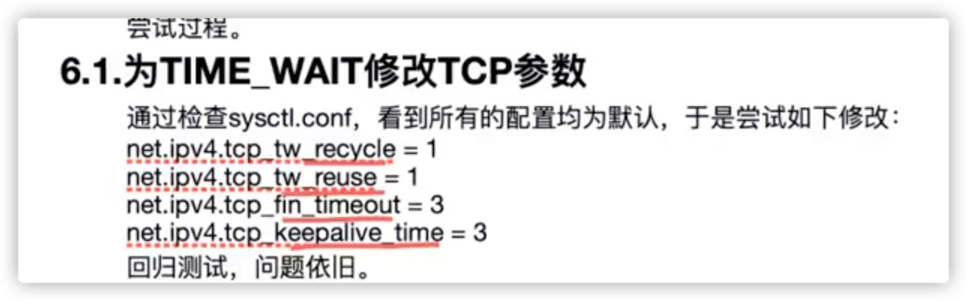 尝试过程。
6.1.为TIME_WAIT修改TCP参数
通过检查sysctl.conf，看到所有的配置均为默认，于是尝试如下修改：
net.ipv4.tcp_tw_recycle = 1
net.ipv4.tcp_tw_reuse = 1
net.ipv4.tcp_fin_timeout = 3
net.ipv4.tcp_keepalive_time = 3
回归测试，问题依旧。